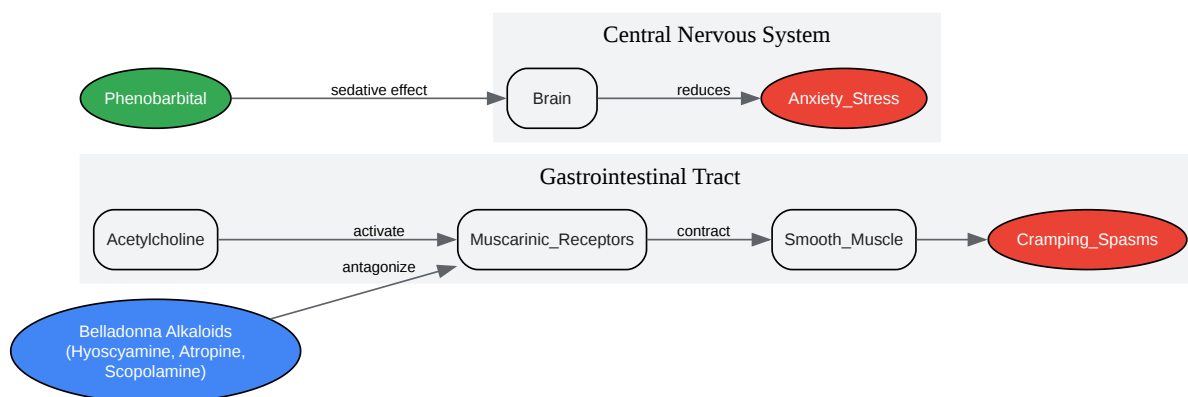 Central Nervous System
Phenobarbital
sedative effect
Brain
reduces
Anxiety_Stress
Gastrointestinal Tract
Acetylcholine
activate
Muscarinic_Receptors
contract
Smooth_Muscle
Cramping_Spasms
antagonize
Belladonna Alkaloids
(Hyoscyamine, Atropine,
Scopolamine)